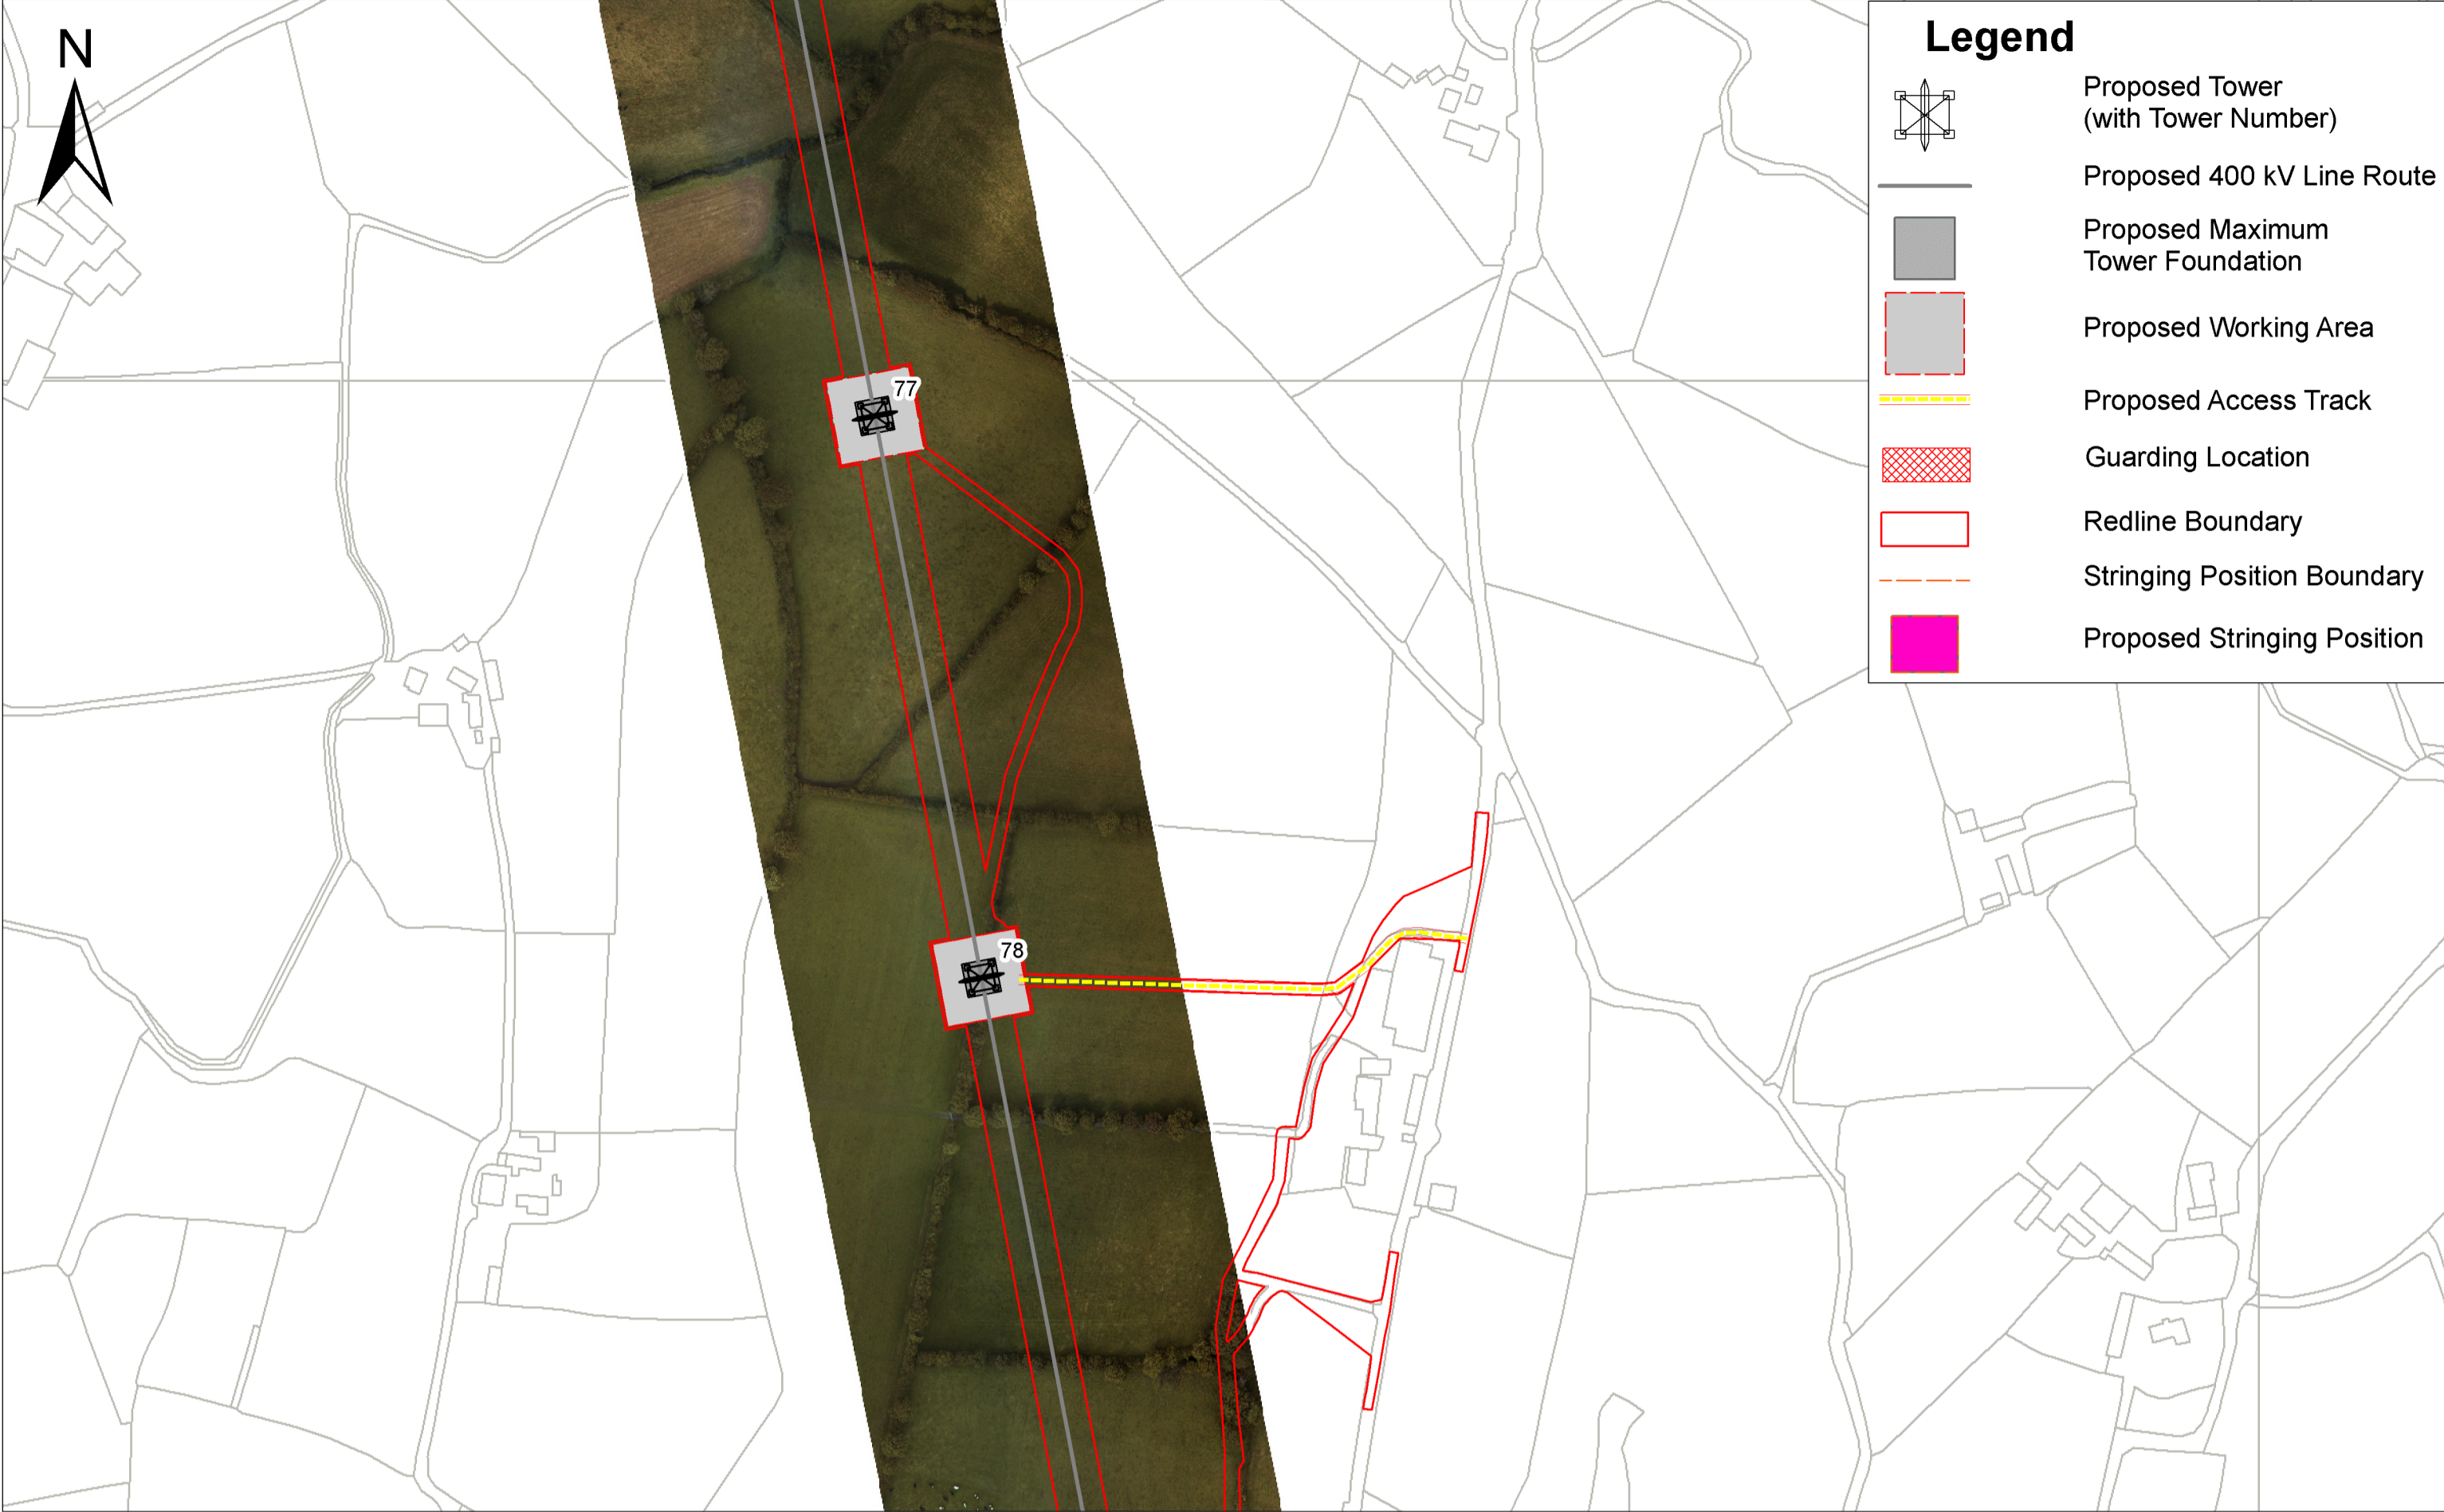 N
Legend
Proposed Tower
(with Tower Number)
Proposed 400 kV Line Route
Proposed Maximum
Tower Foundation
Proposed Working Area
Proposed Access Track
Guarding Location
Redline Boundary
Stringing Position Boundary
Proposed Stringing Position
77
78